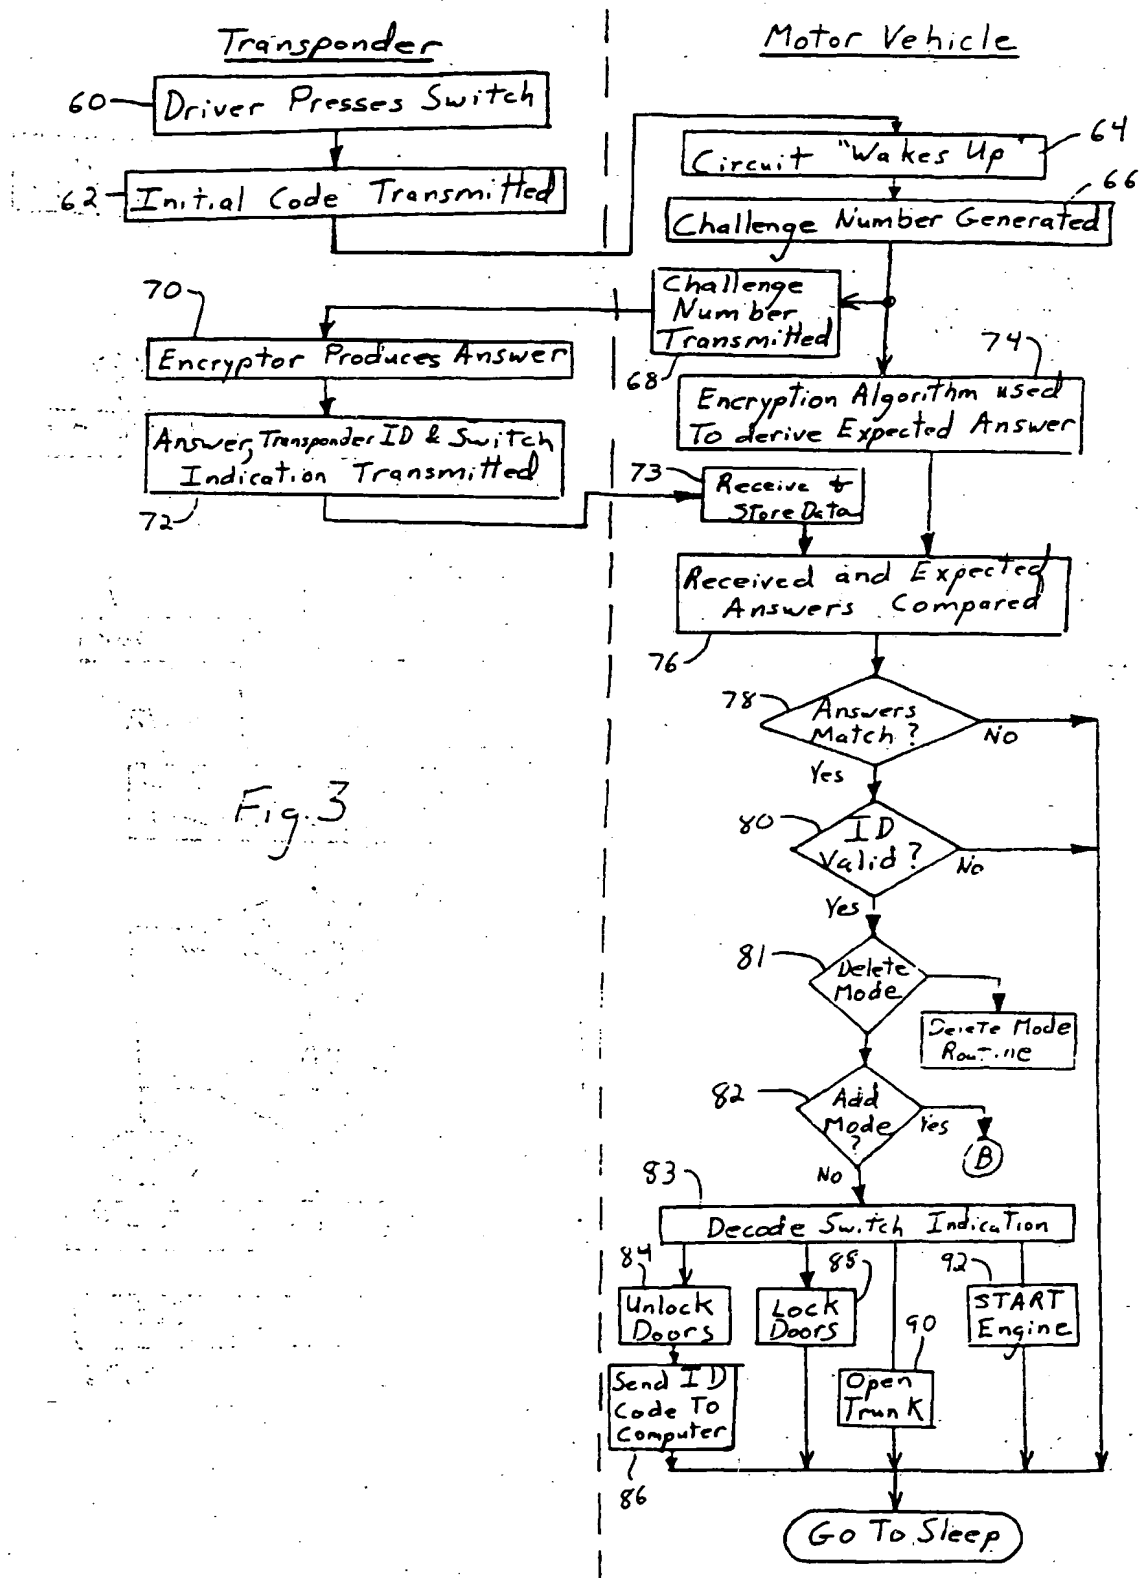 Transponder
Motor Vehicle
60
Driver Presses Switch
62
Initial Code Transmitted
64
Circuit "Wakes Up"
66
Challenge Number Generated
Challenge
Number
Transmitted
68
70
Encryptor Produces Answer
74
Encryption Algorithm used
To derive Expected Answer
Answer, Transponder ID & Switch
Indication Transmitted
72
73
Receive &
Store Data
Received and Expected
Answers Compared
76
78
Answers
Match?
No
Yes
Fig. 3
80
ID
Valid?
No
Yes
81
Delete
Mode
Delete Mode
Routine
82
Add
Mode
?
Yes
B
No
83
Decode Switch Indication
84
Unlock
Doors
88
Lock
Doors
90
Open
Trunk
92
START
Engine
Send ID
Code To
Computer
86
Go To Sleep